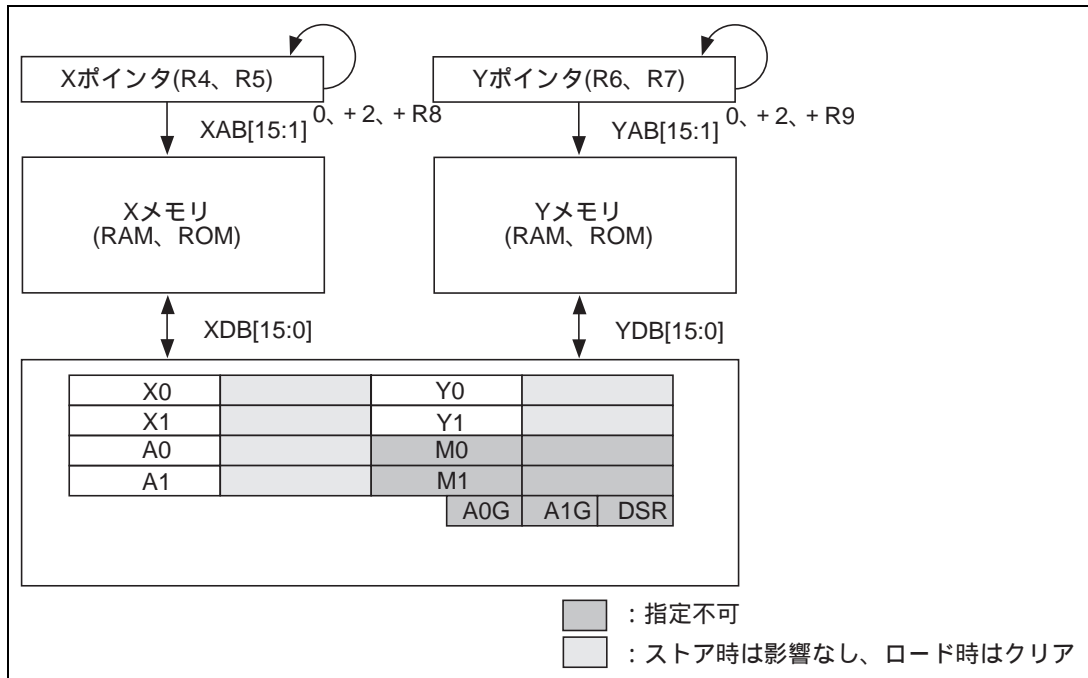 Xポインタ(R4、R5)
Yポインタ(R6、R7)
0、+ 2、+ R8
0、+ 2、+ R9
XAB[15:1]
YAB[15:1]
Xメモリ
(RAM、ROM)
Yメモリ
(RAM、ROM)
XDB[15:0]
YDB[15:0]
X0
Y0
X1
Y1
A0
M0
A1
M1
A0G
A1G
DSR
:指定不可
:ストア時は影響なし、ロード時はクリア